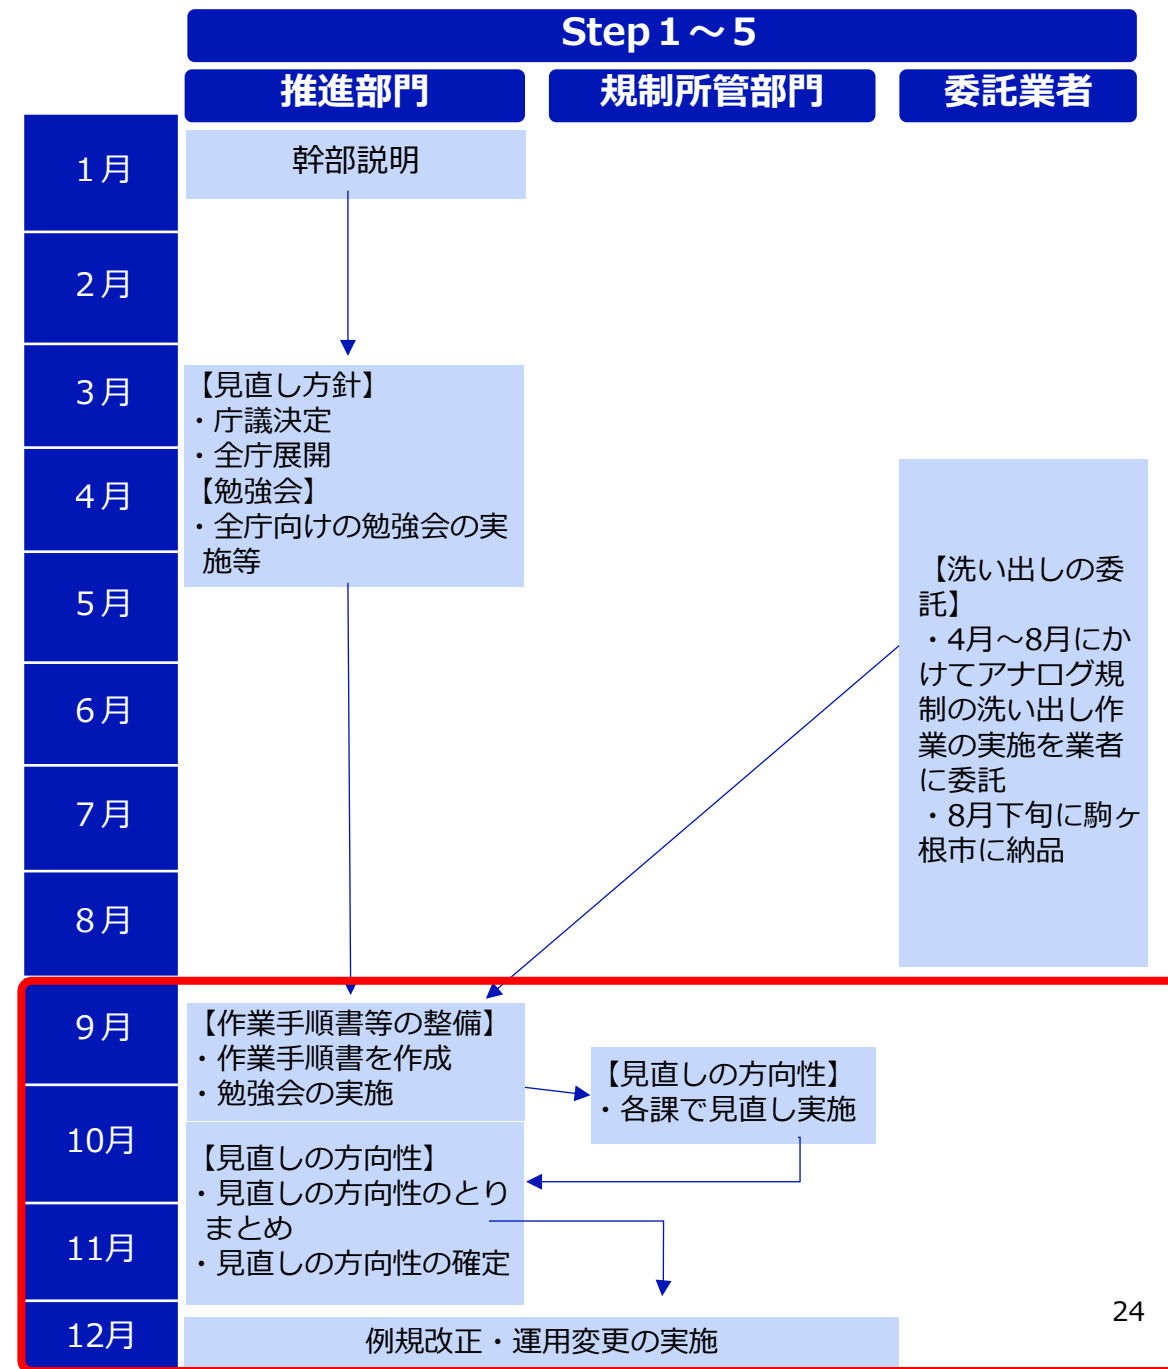 Step１～５
推進部門
規制所管部門
委託業者
１月
幹部説明
２月
３月
【見直し方針】
・庁議決定
・全庁展開
４月
【勉強会】
・全庁向けの勉強会の実
施等
５月
６月
７月
８月
【洗い出しの委
託】
・4月～8月にか
けてアナログ規
制の洗い出し作
業の実施を業者
に委託
・8月下旬に駒ヶ
根市に納品
９月
【作業手順書等の整備】
・作業手順書を作成
・勉強会の実施
【見直しの方向性】
・各課で見直し実施
10月
【見直しの方向性】
・見直しの方向性のとり
まとめ
・見直しの方向性の確定
11月
12月
例規改正・運用変更の実施
24